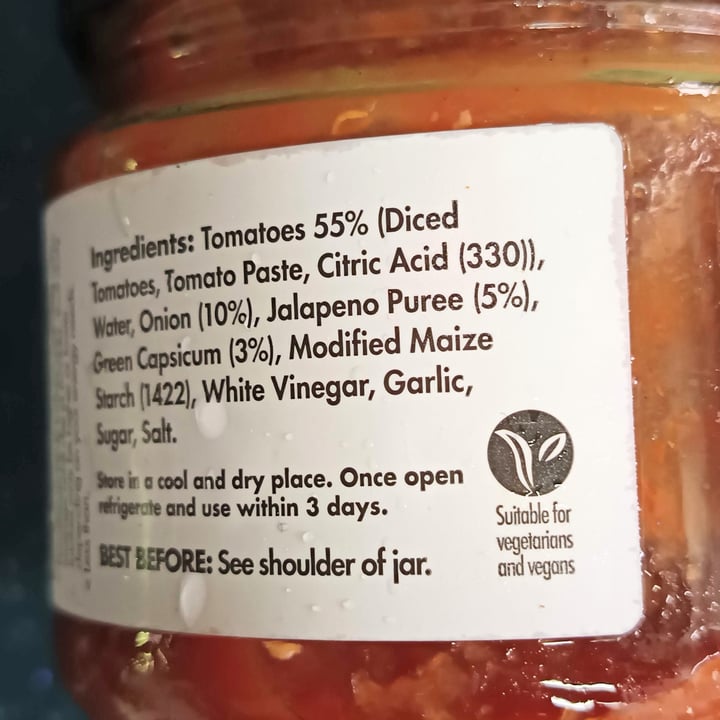 Ingredients: Tomatoes 55% (Diced
Tomatoes, Tomato Paste, Citric Acid (330)),
Water, Onion (10%), Jalapeno Puree (5%),
Green Capsicum (3%), Modified Maize
Starch (1422), White Vinegar, Garlic,
Sugar, Salt.
Store in a cool and dry place. Once open
refrigerate and use within 3 days.
BEST BEFORE: See shoulder of jar.
Suitable for
vegetarians
and vegans